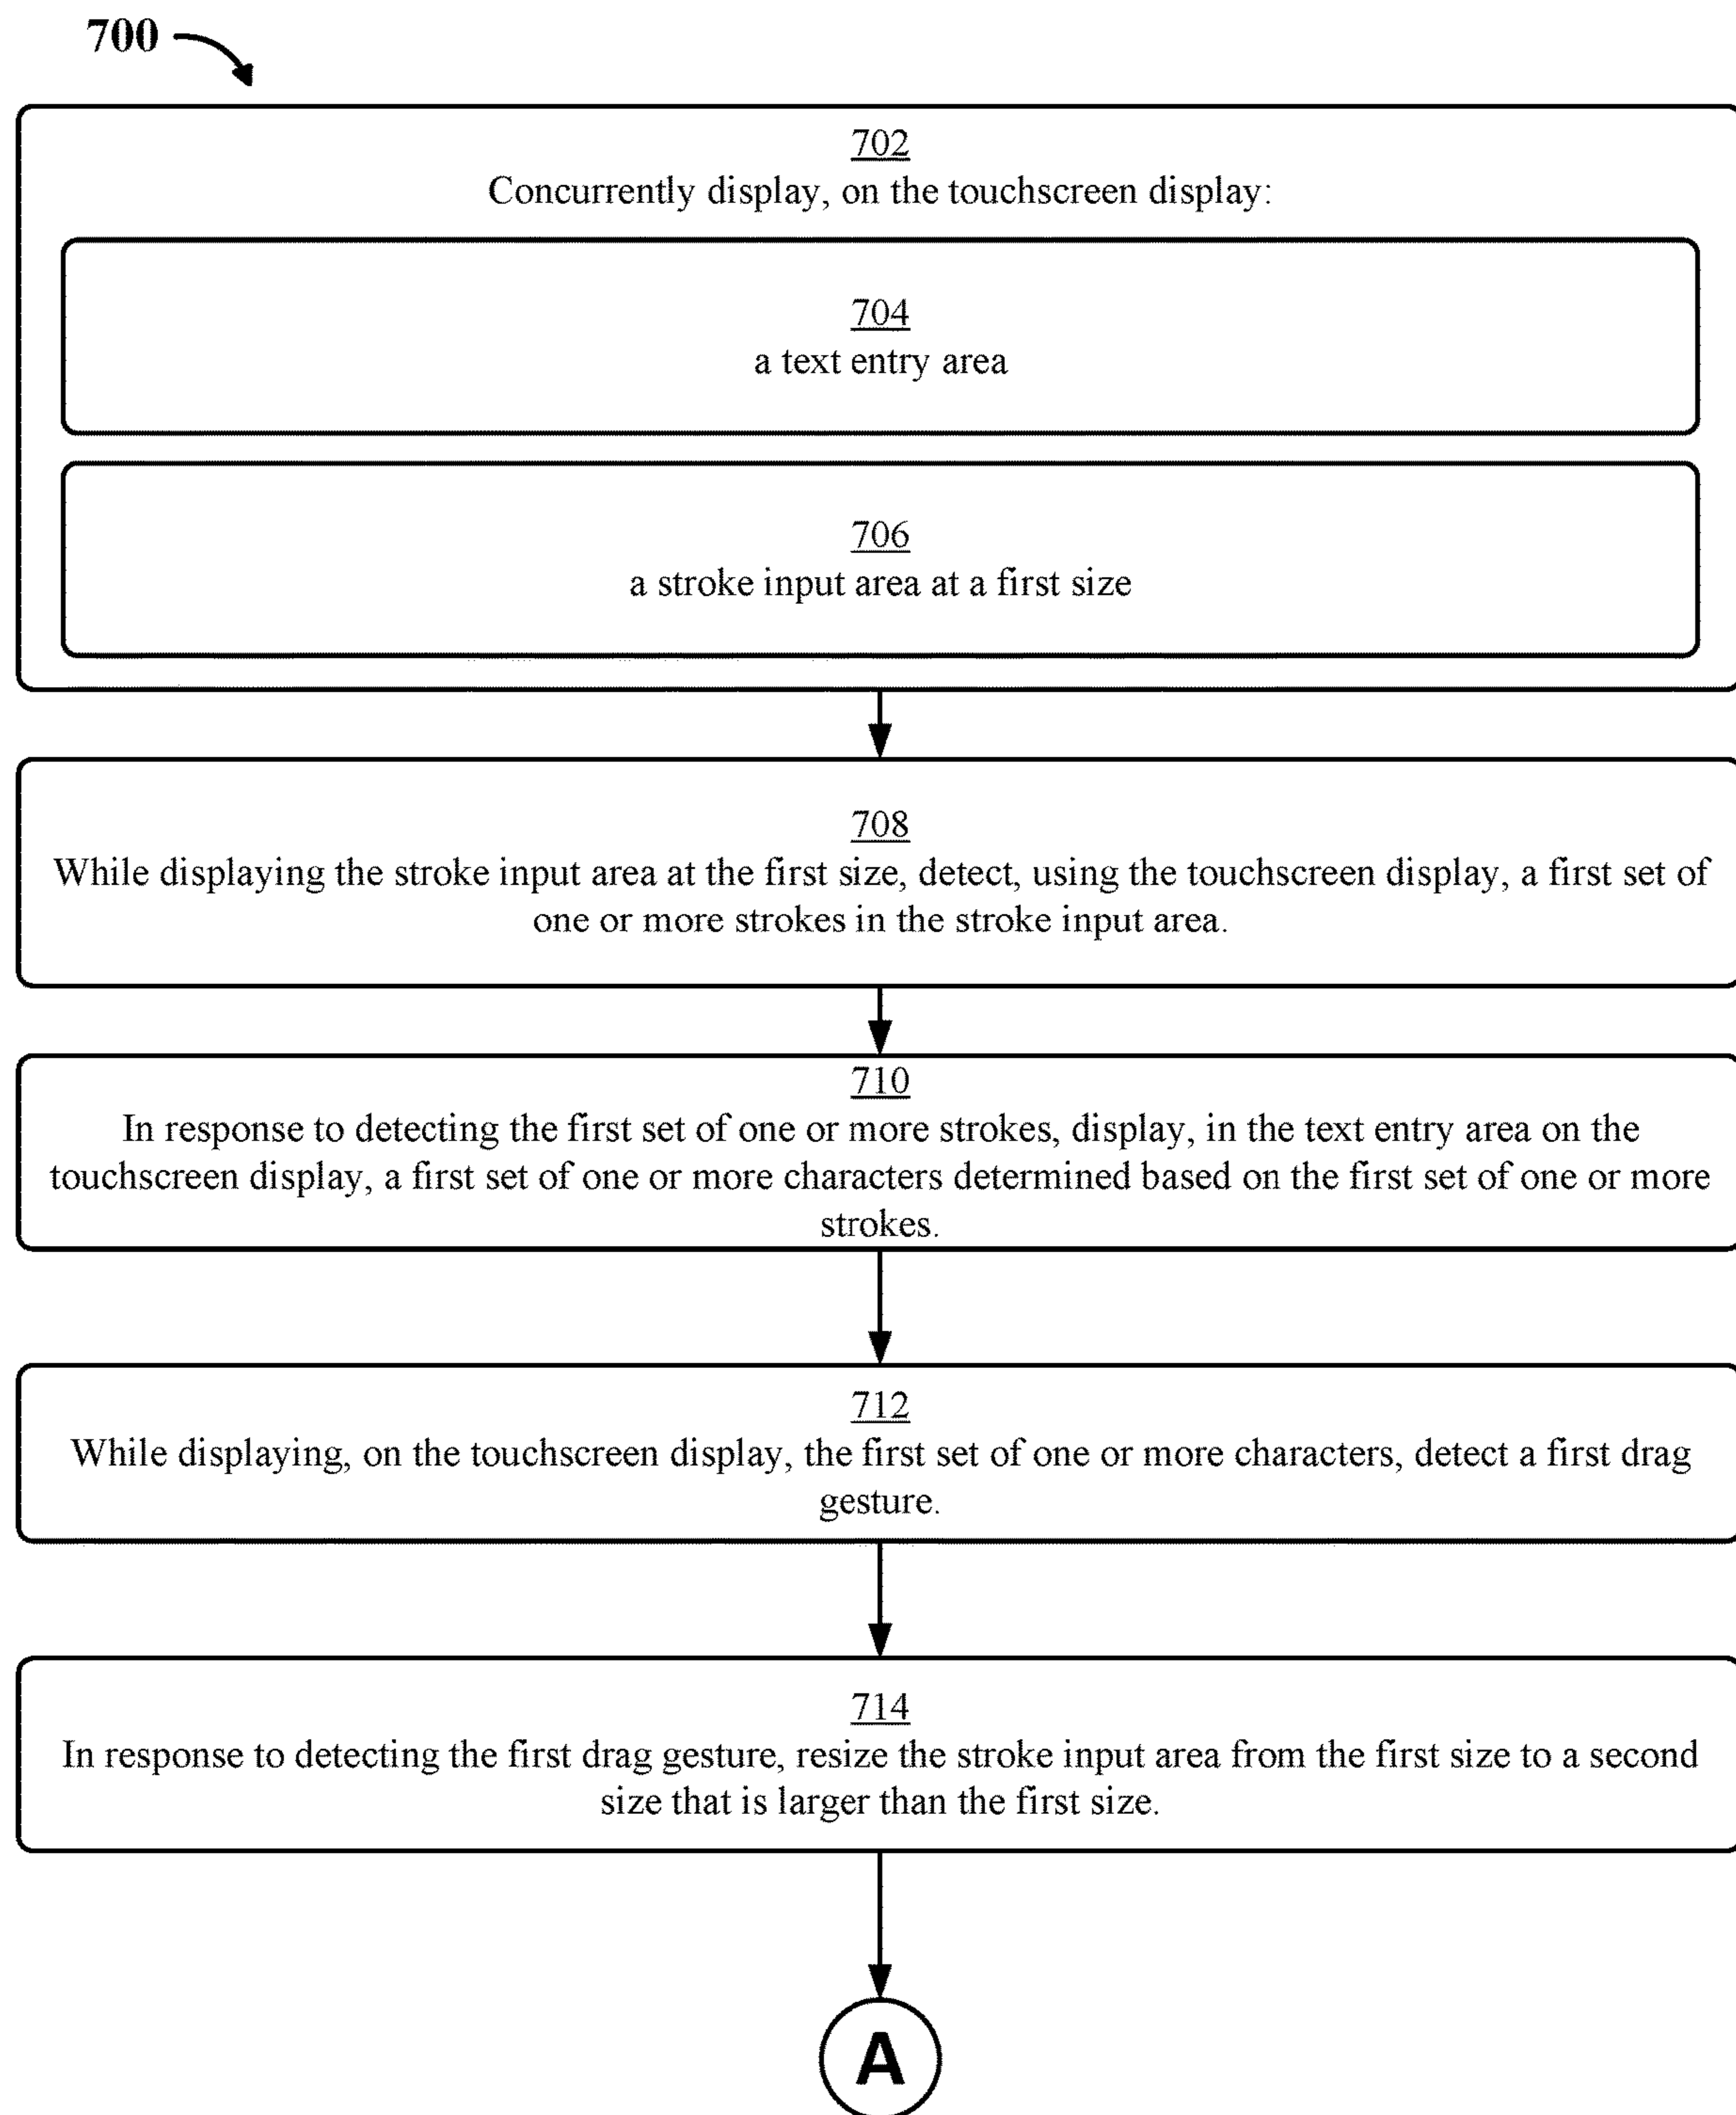 700
702
Concurrently display, on the touchscreen display:
704
a text entry area
706
a stroke input area at a first size
708
While displaying the stroke input area at the first size, detect, using the touchscreen display, a first set of
one or more strokes in the stroke input area.
710
In response to detecting the first set of one or more strokes, display, in the text entry area on the
touchscreen display, a first set of one or more characters determined based on the first set of one or more
strokes.
712
While displaying, on the touchscreen display, the first set of one or more characters, detect a first drag
gesture.
714
In response to detecting the first drag gesture, resize the stroke input area from the first size to a second
size that is larger than the first size.
A